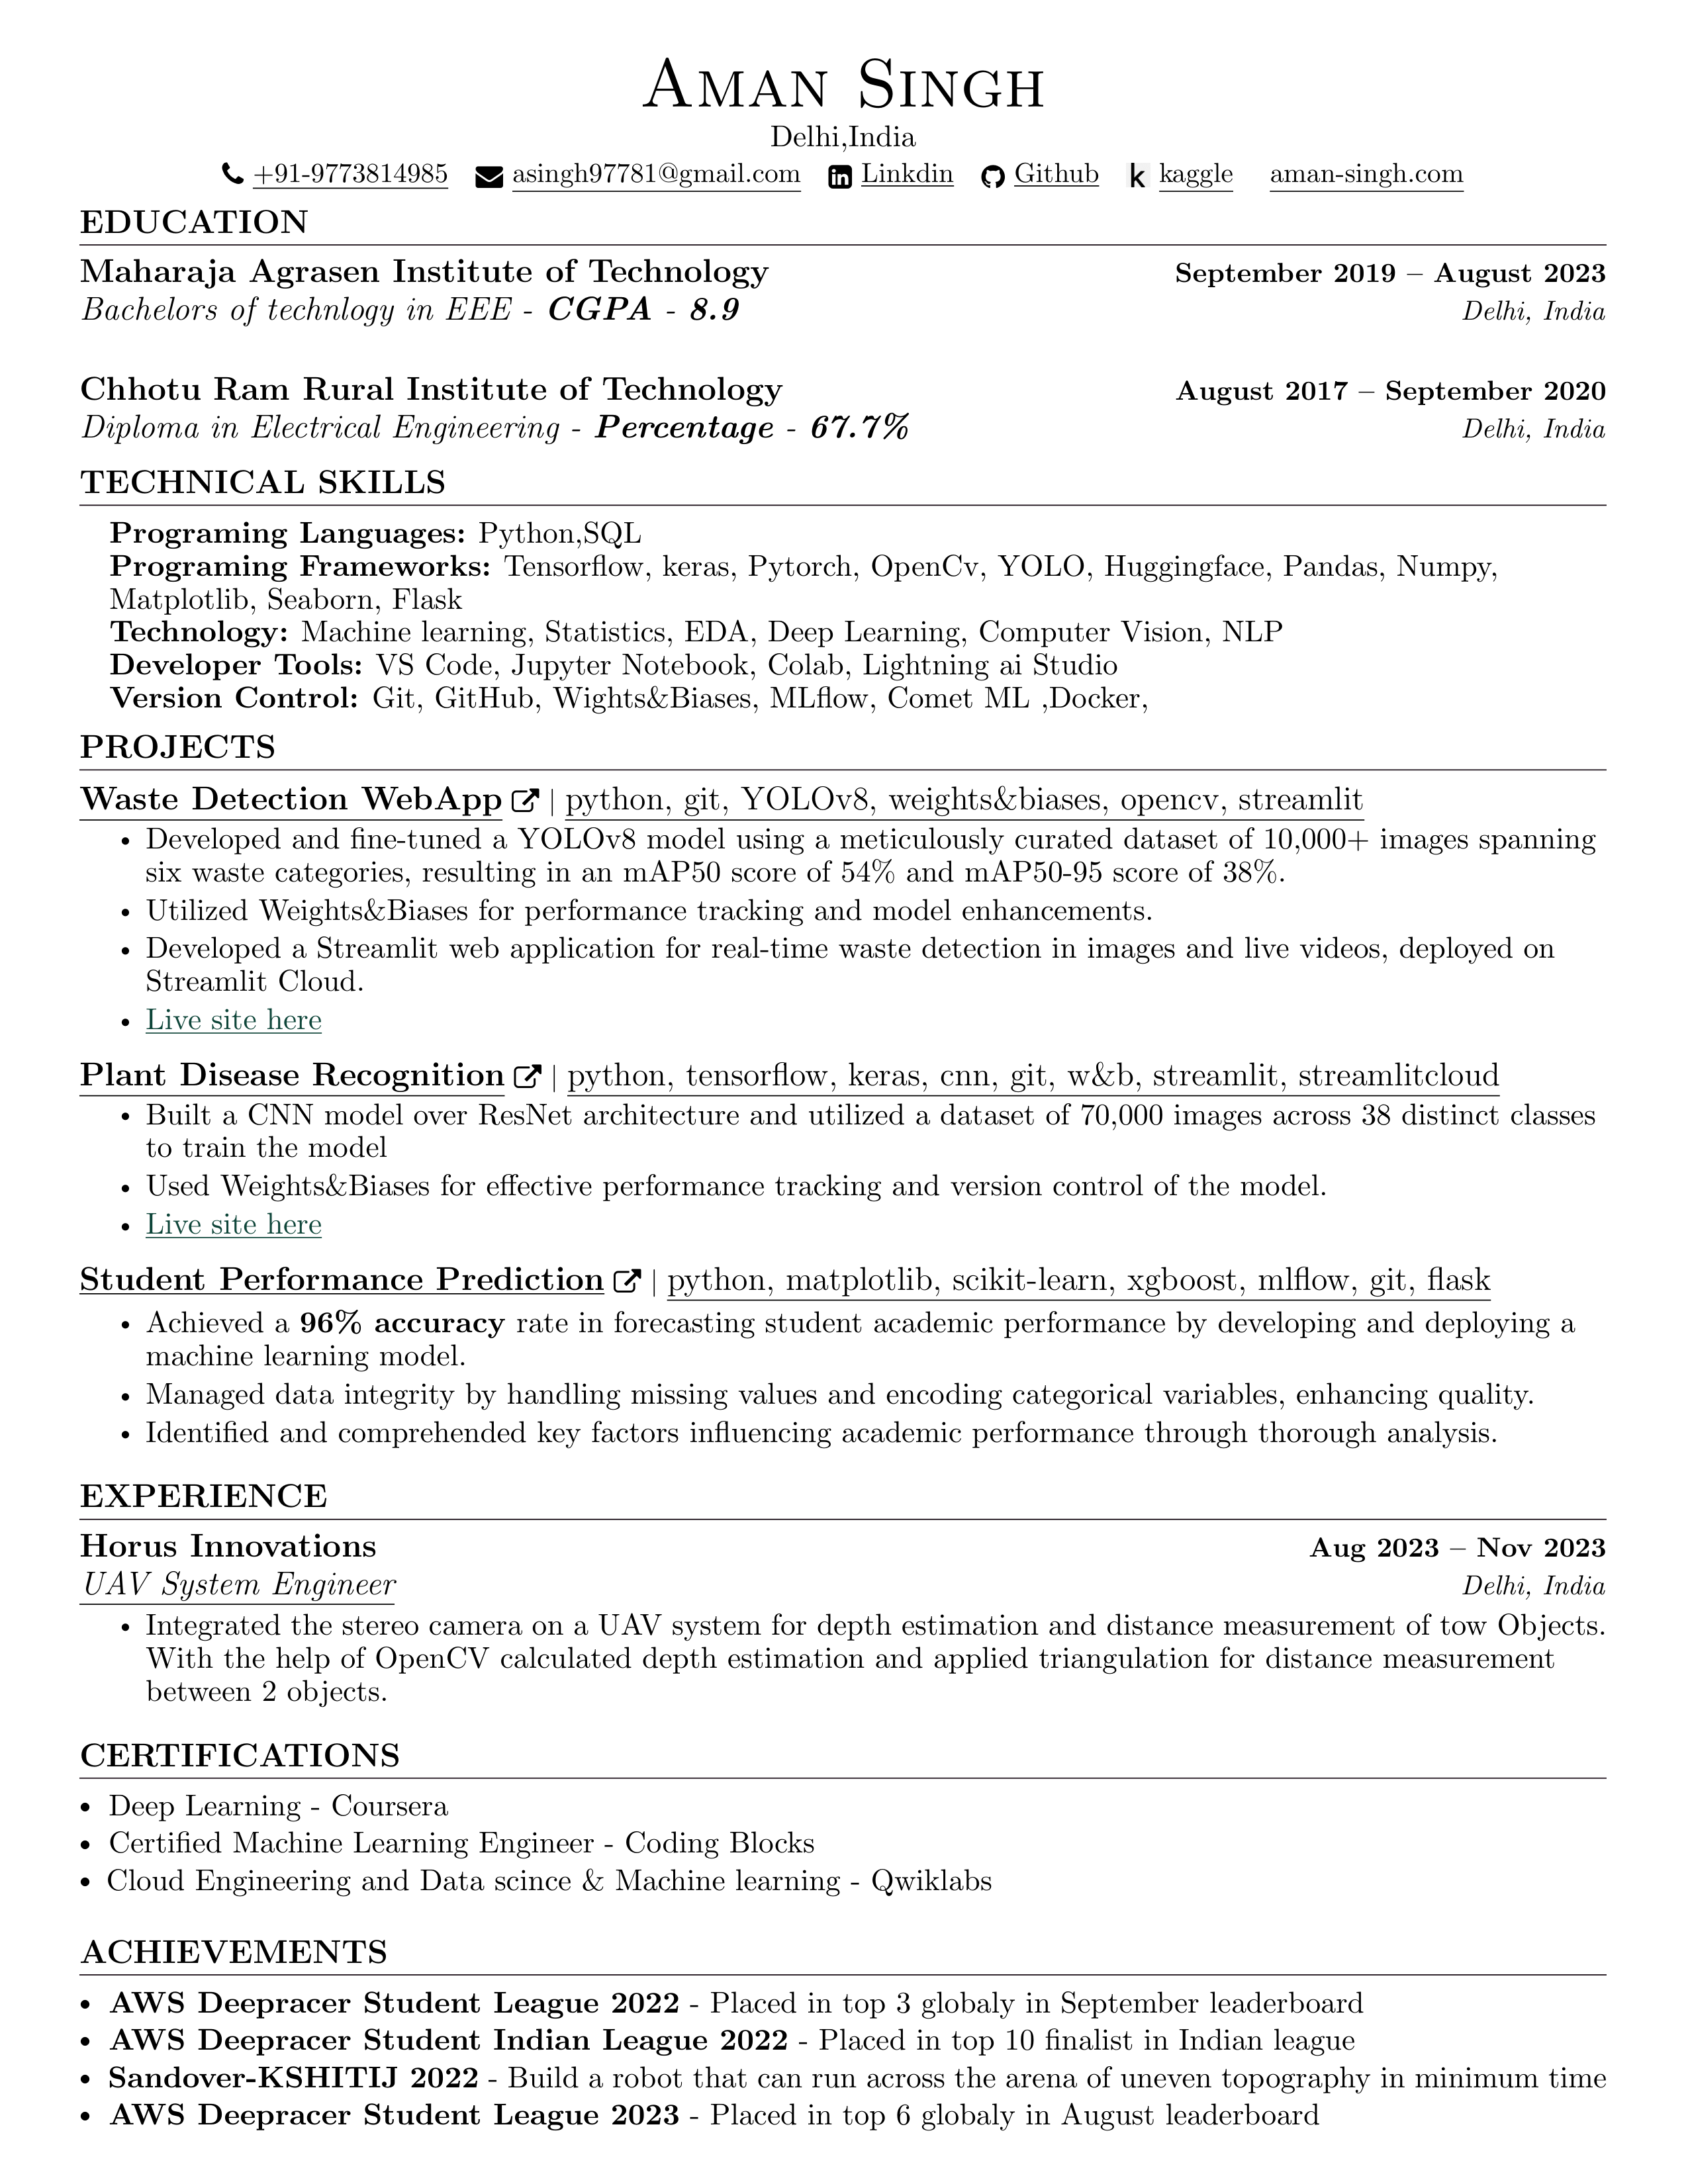 Aman Singh
Delhi,India
+91-9773814985 asingh97781@gmail.com Linkdin Github k kaggle aman-singh.com
EDUCATION
Maharaja Agrasen Institute of Technology September 2019 – August 2023
Bachelors of technlogy in EEE - CGPA - 8.9 Delhi, India
Chhotu Ram Rural Institute of Technology August 2017 – September 2020
Diploma in Electrical Engineering - Percentage - 67.7% Delhi, India
TECHNICAL SKILLS
Programing Languages: Python,SQL
Programing Frameworks: Tensorflow, keras, Pytorch, OpenCv, YOLO, Huggingface, Pandas, Numpy,
Matplotlib, Seaborn, Flask
Technology: Machine learning, Statistics, EDA, Deep Learning, Computer Vision, NLP
Developer Tools: VS Code, Jupyter Notebook, Colab, Lightning ai Studio
Version Control: Git, GitHub, Wights&Biases, MLflow, Comet ML ,Docker,
PROJECTS
Waste Detection WebApp | python, git, YOLOv8, weights&biases, opencv, streamlit
• Developed and fine-tuned a YOLOv8 model using a meticulously curated dataset of 10,000+ images spanning
six waste categories, resulting in an mAP50 score of 54% and mAP50-95 score of 38%.
• Utilized Weights&Biases for performance tracking and model enhancements.
• Developed a Streamlit web application for real-time waste detection in images and live videos, deployed on
Streamlit Cloud.
• Live site here
Plant Disease Recognition | python, tensorflow, keras, cnn, git, w&b, streamlit, streamlitcloud
• Built a CNN model over ResNet architecture and utilized a dataset of 70,000 images across 38 distinct classes
to train the model
• Used Weights&Biases for effective performance tracking and version control of the model.
• Live site here
Student Performance Prediction | python, matplotlib, scikit-learn, xgboost, mlflow, git, flask
• Achieved a 96% accuracy rate in forecasting student academic performance by developing and deploying a
machine learning model.
• Managed data integrity by handling missing values and encoding categorical variables, enhancing quality.
• Identified and comprehended key factors influencing academic performance through thorough analysis.
EXPERIENCE
Horus Innovations Aug 2023 – Nov 2023
UAV System Engineer Delhi, India
• Integrated the stereo camera on a UAV system for depth estimation and distance measurement of tow Objects.
With the help of OpenCV calculated depth estimation and applied triangulation for distance measurement
between 2 objects.
CERTIFICATIONS
• Deep Learning - Coursera
• Certified Machine Learning Engineer - Coding Blocks
• Cloud Engineering and Data scince & Machine learning - Qwiklabs
ACHIEVEMENTS
• AWS Deepracer Student League 2022 - Placed in top 3 globaly in September leaderboard
• AWS Deepracer Student Indian League 2022 - Placed in top 10 finalist in Indian league
• Sandover-KSHITIJ 2022 - Build a robot that can run across the arena of uneven topography in minimum time
• AWS Deepracer Student League 2023 - Placed in top 6 globaly in August leaderboard